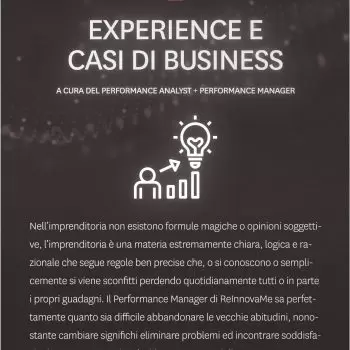 EXPERIENCE E
CASI DI BUSINESS
A CURA DEL PERFORMANCE ANALYST + PERFORMANCE MANAGER
Nell'imprenditoria non esistono formule magiche o opinioni soggetti-
ve, l'imprenditoria è una materia estremamente chiara, logica e ra-
zionale che segue regole ben precise che, o si conoscono o sempli-
cemente si viene sconfitti perdendo quotidianamente tutti o in parte
i propri guadagni. Il Performance Manager di ReInnovaMe sa perfet-
tamente quanto sia difficile abbandonare le vecchie abitudini, nono-
stante cambiare significhi eliminare problemi ed incontrare soddisfa-